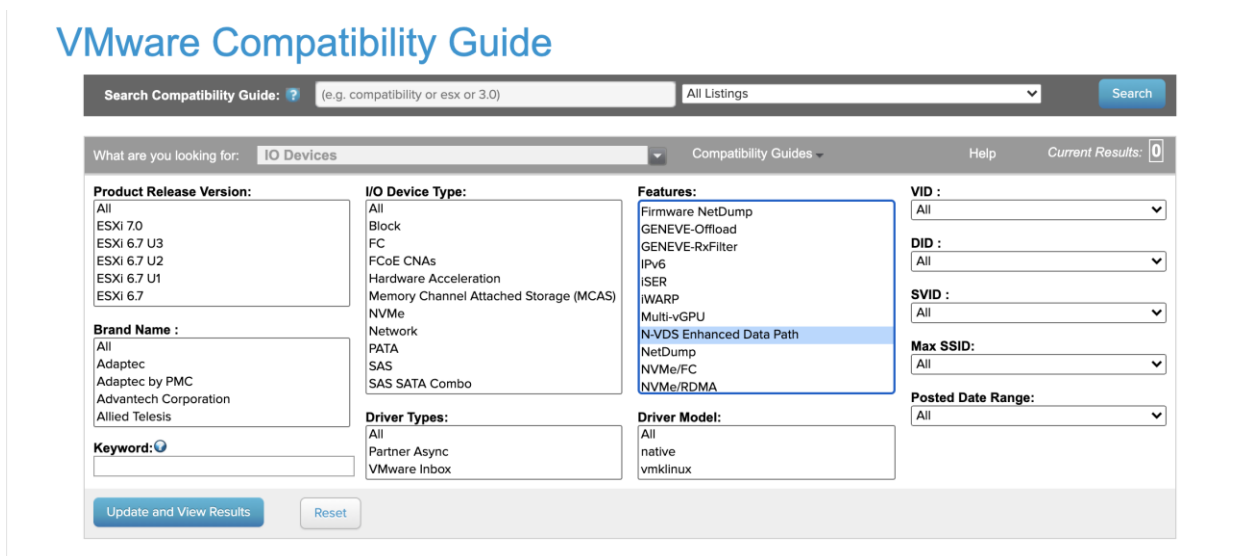 VMware Compatibility Guide
Search Compatibility Guide: ? (e.g. compatibility or esx or 3.0) All Listings Search
What are you looking for: IO Devices Compatibility Guides Help Current Results: 0
Product Release Version:
All
ESXi 7.0
ESXi 6.7 U3
ESXi 6.7 U2
ESXi 6.7 U1
ESXi 6.7
Brand Name :
All
Adaptec
Adaptec by PMC
Advantech Corporation
Allied Telesis
Keyword: ?
I/O Device Type:
All
Block
FC
FCoE CNAs
Hardware Acceleration
Memory Channel Attached Storage (MCAS)
NVMe
Network
PATA
SAS
SAS SATA Combo
Driver Types:
All
Partner Async
VMware Inbox
Features:
Firmware NetDump
GENEVE-Offload
GENEVE-RxFilter
IPv6
iSER
iWARP
Multi-vGPU
N-VDS Enhanced Data Path
NetDump
NVMe/FC
NVMe/RDMA
Driver Model:
All
native
vmklinux
VID :
All
DID :
All
SVID :
All
Max SSID:
All
Posted Date Range:
All
Update and View Results Reset